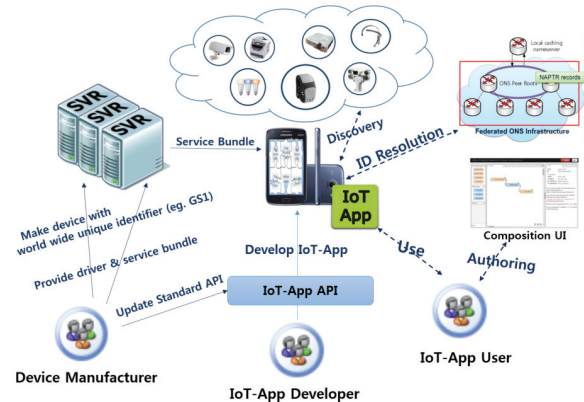 Local caching
nameserver
ONS Peer Roots
NAPTR records
Federated ONS Infrastructure
SVR
SVR
SVR
Service Bundle
Discovery
ID Resolution
IoT
App
Composition UI
Make device with
world wide unique identifier (eg. GS1)
Provide driver & service bundle
Develop IoT-App
Use
Authoring
Update Standard API
IoT-App API
IoT-App User
Device Manufacturer
IoT-App Developer